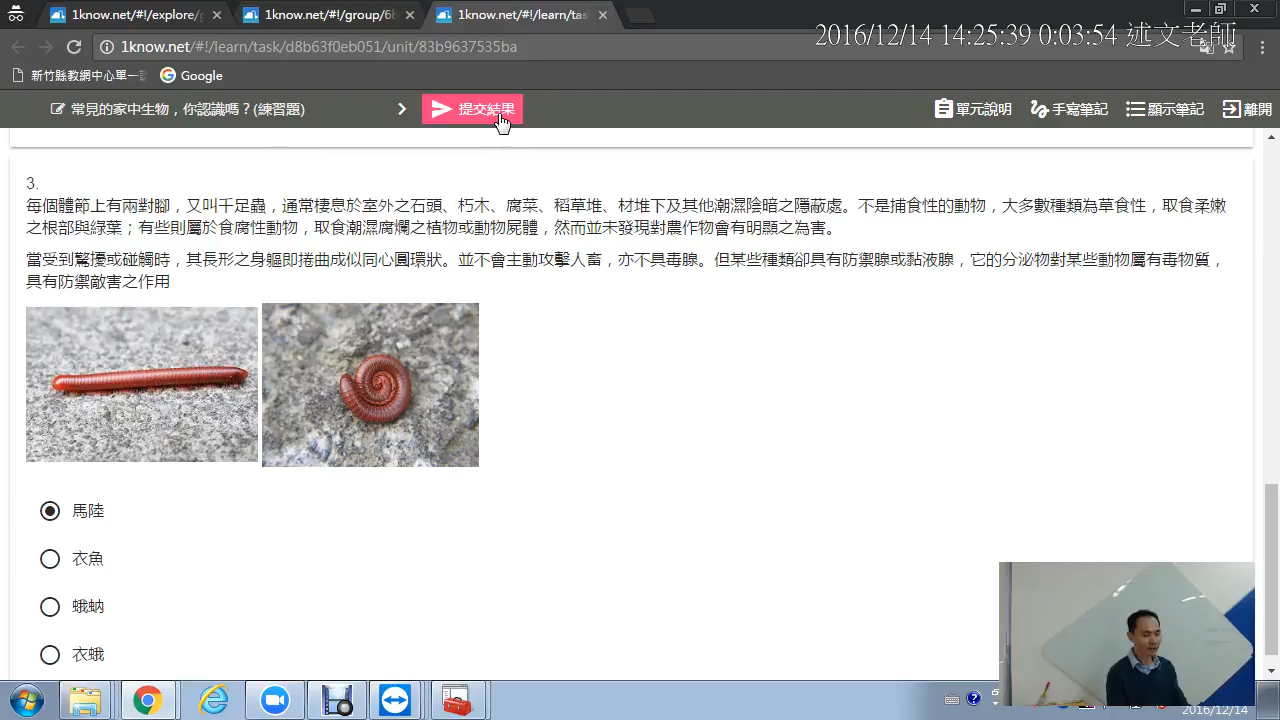 1know.net/#!/explore/g
1know.net/#!/group/6b
1know.net/#!/learn/tas
2016/12/14 14:25:39 0:03:54 述文老師
1know.net/#!/learn/task/d8b63f0eb051/unit/83b9637535ba
新竹縣教網中心單一
Google
常見的家中生物，你認識嗎？(練習題)
提交結果
單元說明
手寫筆記
顯示筆記
離開
3.
每個體節上有兩對腳，又叫千足蟲，通常棲息於室外之石頭、朽木、腐菜、稻草堆、材堆下及其他潮濕陰暗之隱蔽處。不是捕食性的動物，大多數種類為草食性，取食柔嫩
之根部與綠葉；有些則屬於食腐性動物，取食潮濕腐爛之植物或動物屍體，然而並未發現對農作物會有明顯之為害。
當受到驚擾或碰觸時，其長形之身軀即捲曲成似同心圓環狀。並不會主動攻擊人畜，亦不具毒腺。但某些種類卻具有防禦腺或黏液腺，它的分泌物對某些動物屬有毒物質，
具有防禦敵害之作用
馬陸
衣魚
蛾蚋
衣蛾
2016/12/14